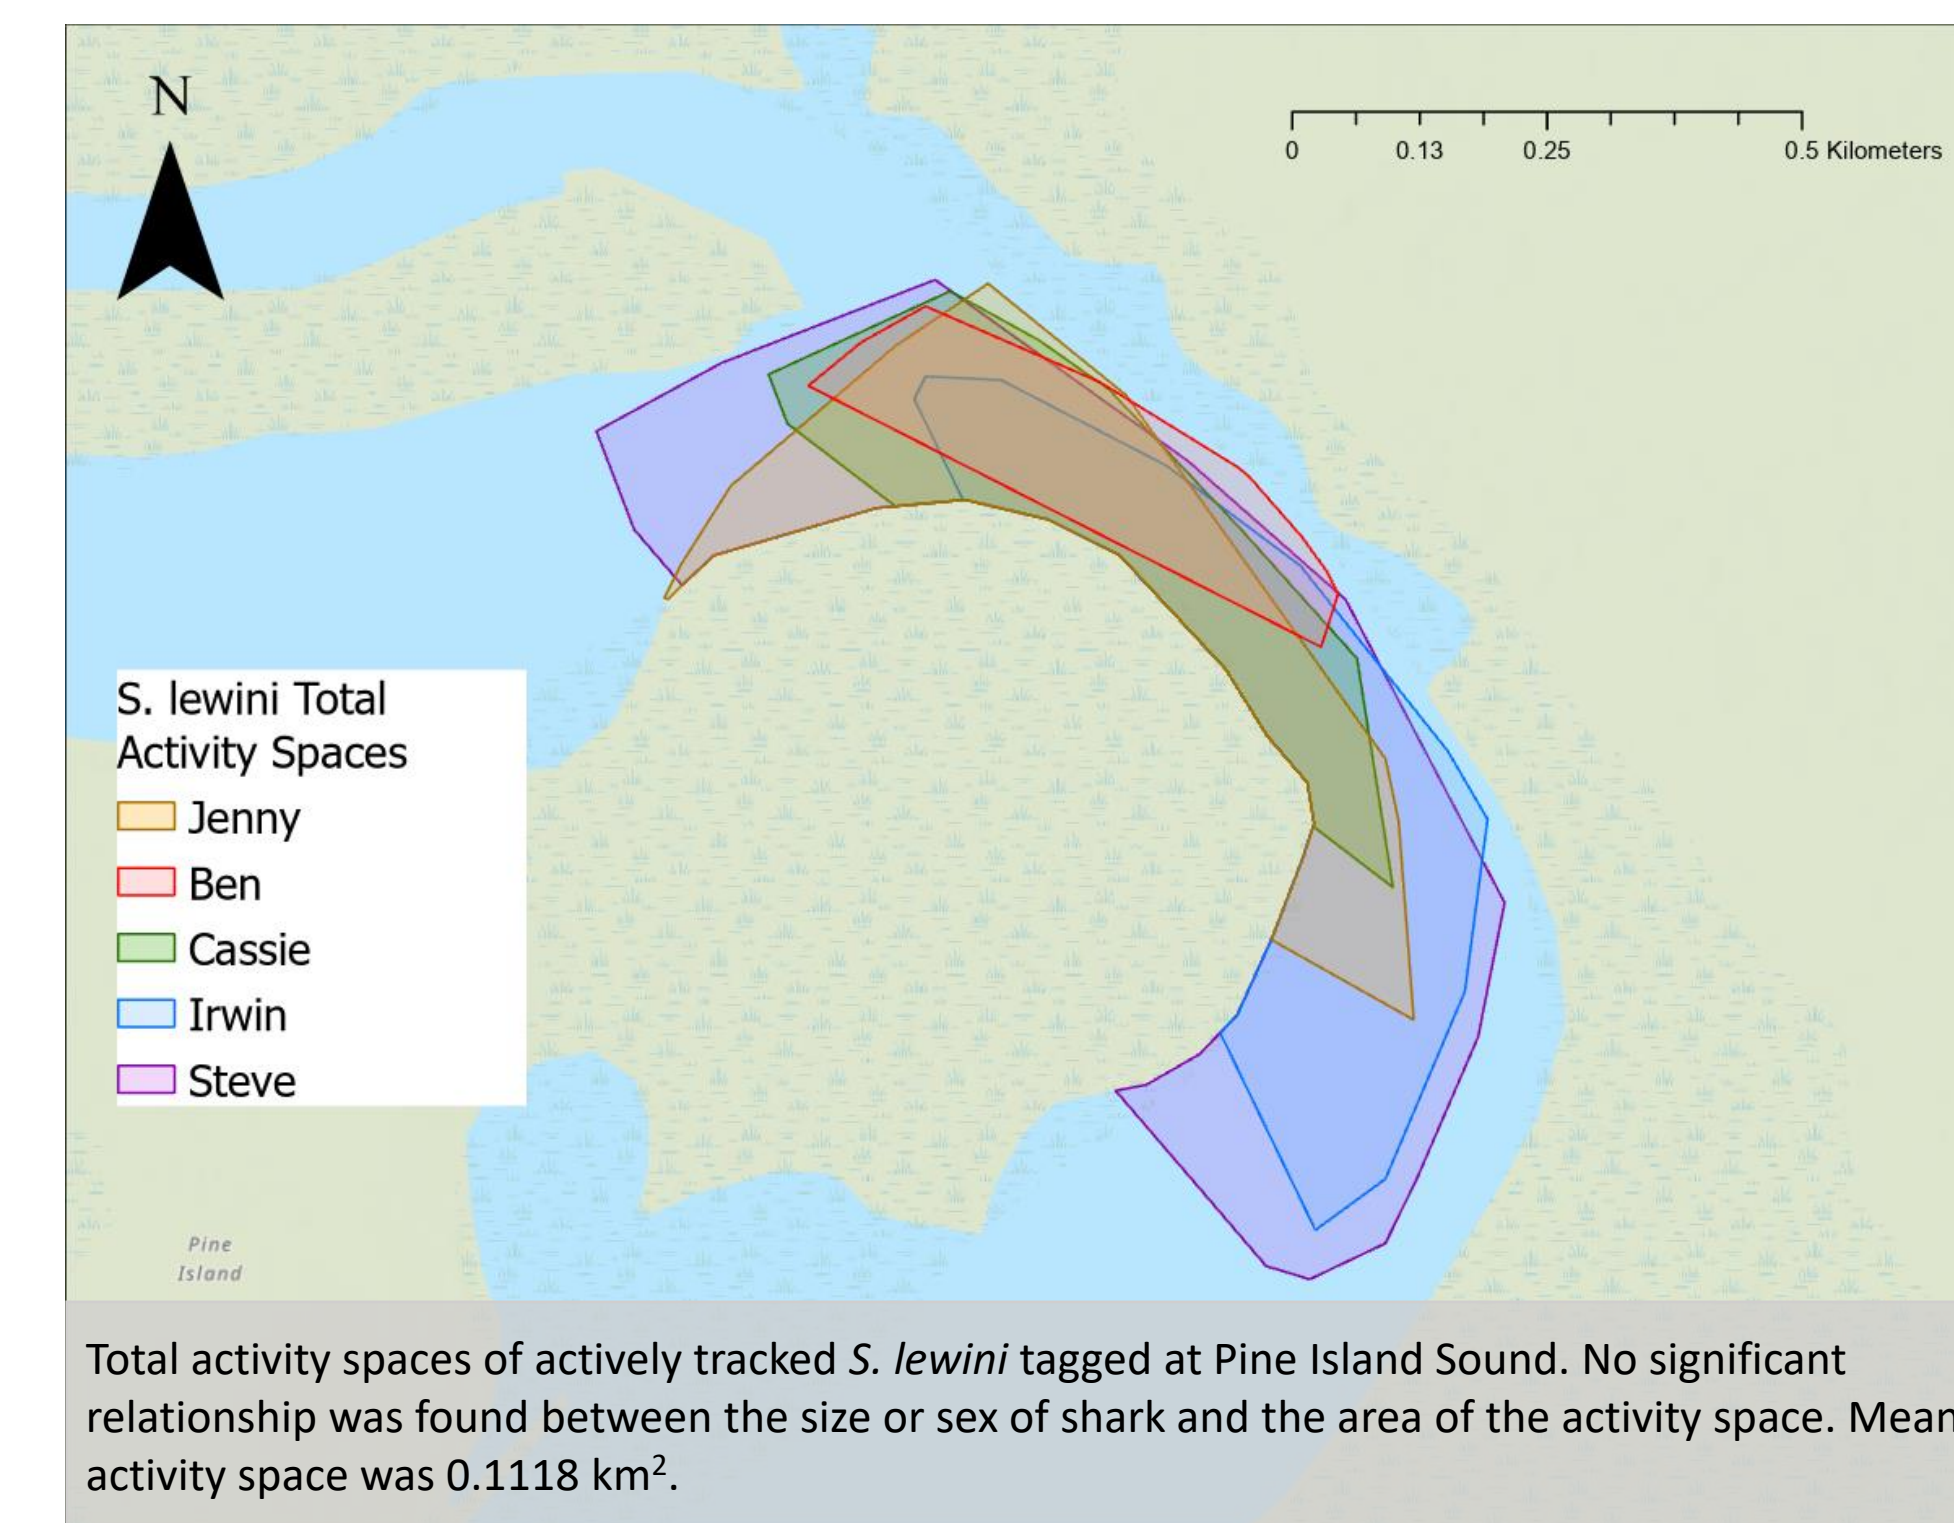 N
0 0.13 0.25 0.5 Kilometers
S. lewini Total
Activity Spaces
Jenny
Ben
Cassie
Irwin
Steve
Pine
Island
Total activity spaces of actively tracked S. lewini tagged at Pine Island Sound. No significant
relationship was found between the size or sex of shark and the area of the activity space. Mean
activity space was 0.1118 km².